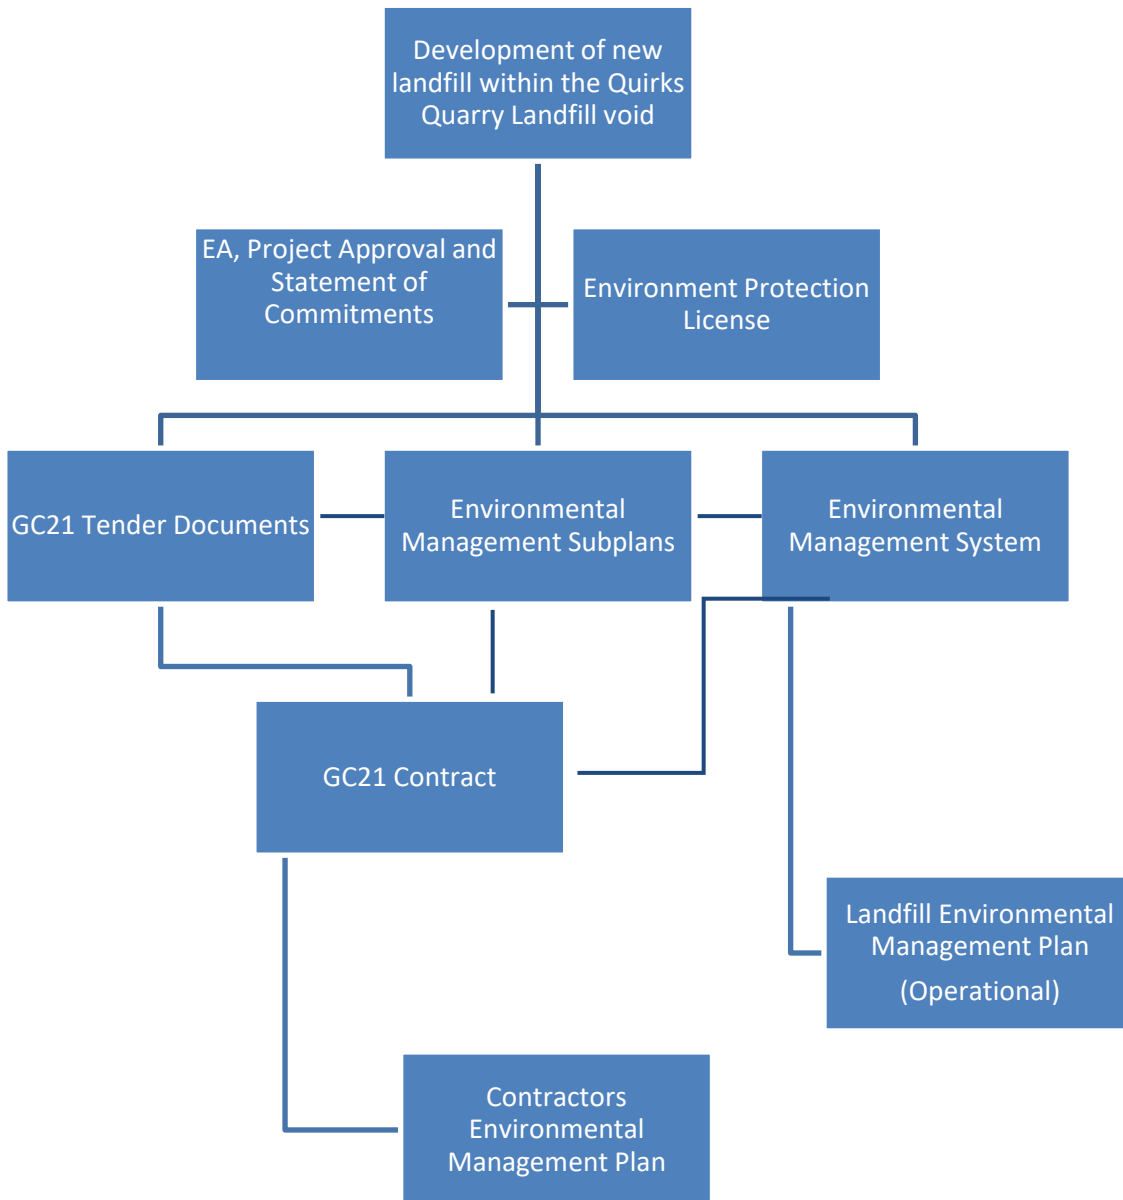 Development of new
landfill within the Quirks
Quarry Landfill void
EA, Project Approval and
Statement of
Commitments
Environment Protection
License
GC21 Tender Documents
Environmental
Management Subplans
Environmental
Management System
GC21 Contract
Landfill Environmental
Management Plan
(Operational)
Contractors
Environmental
Management Plan